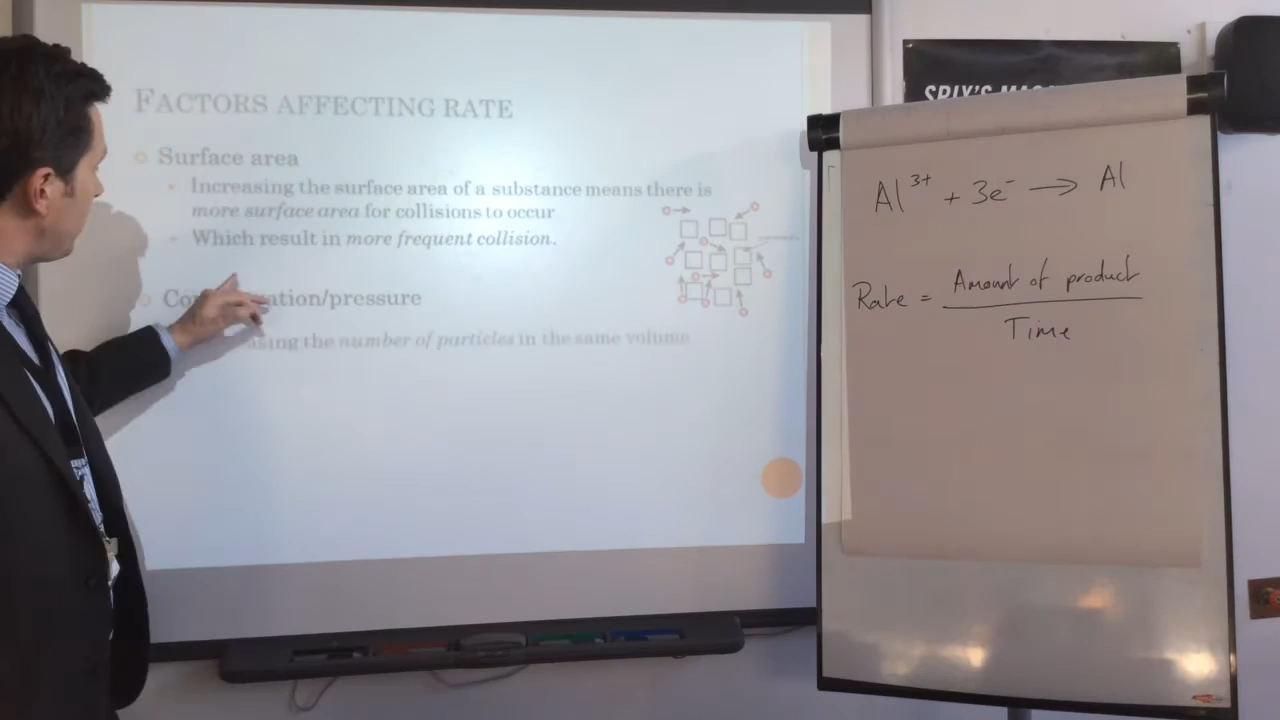 FACTORS AFFECTING RATE
Surface area
Increasing the surface area of a substance means there is
more surface area for collisions to occur
Which result in more frequent collision.
in the same volume
the number of particles
/pressure
Al³⁺ + 3e⁻ → Al
Rate = Amount of product
Time